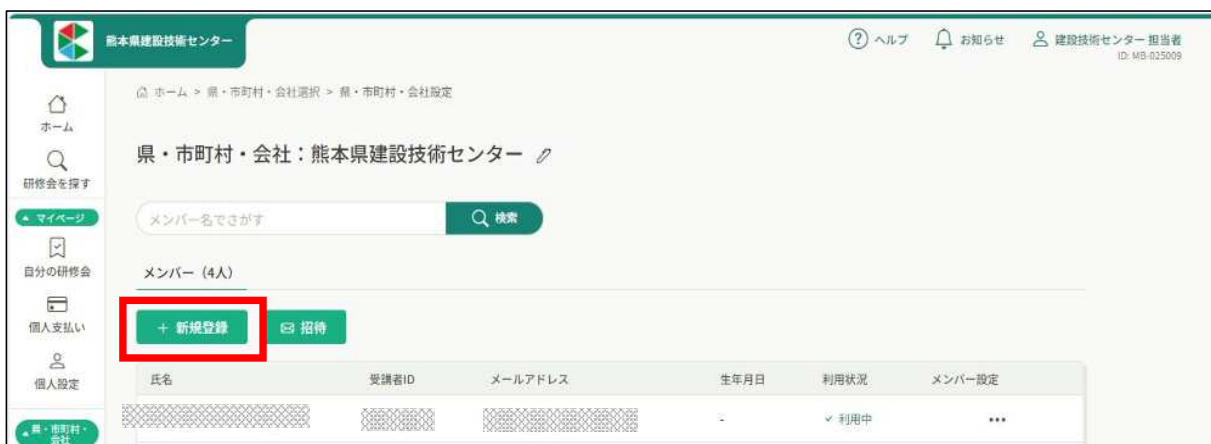 熊本県建設技術センター
? ヘルプ
お知らせ
建設技術センター 担当者
ID: MB-025009
ホーム > 県・市町村・会社選択 > 県・市町村・会社設定
ホーム
研修会を探す
マイページ
自分の研修会
個人支払い
個人設定
県・市町村・
会社
県・市町村・会社：熊本県建設技術センター
メンバー名でさがす
検索
メンバー（4人）
+ 新規登録
招待
氏名 受講者ID メールアドレス 生年月日 利用状況 メンバー設定
- ✓ 利用中 •••